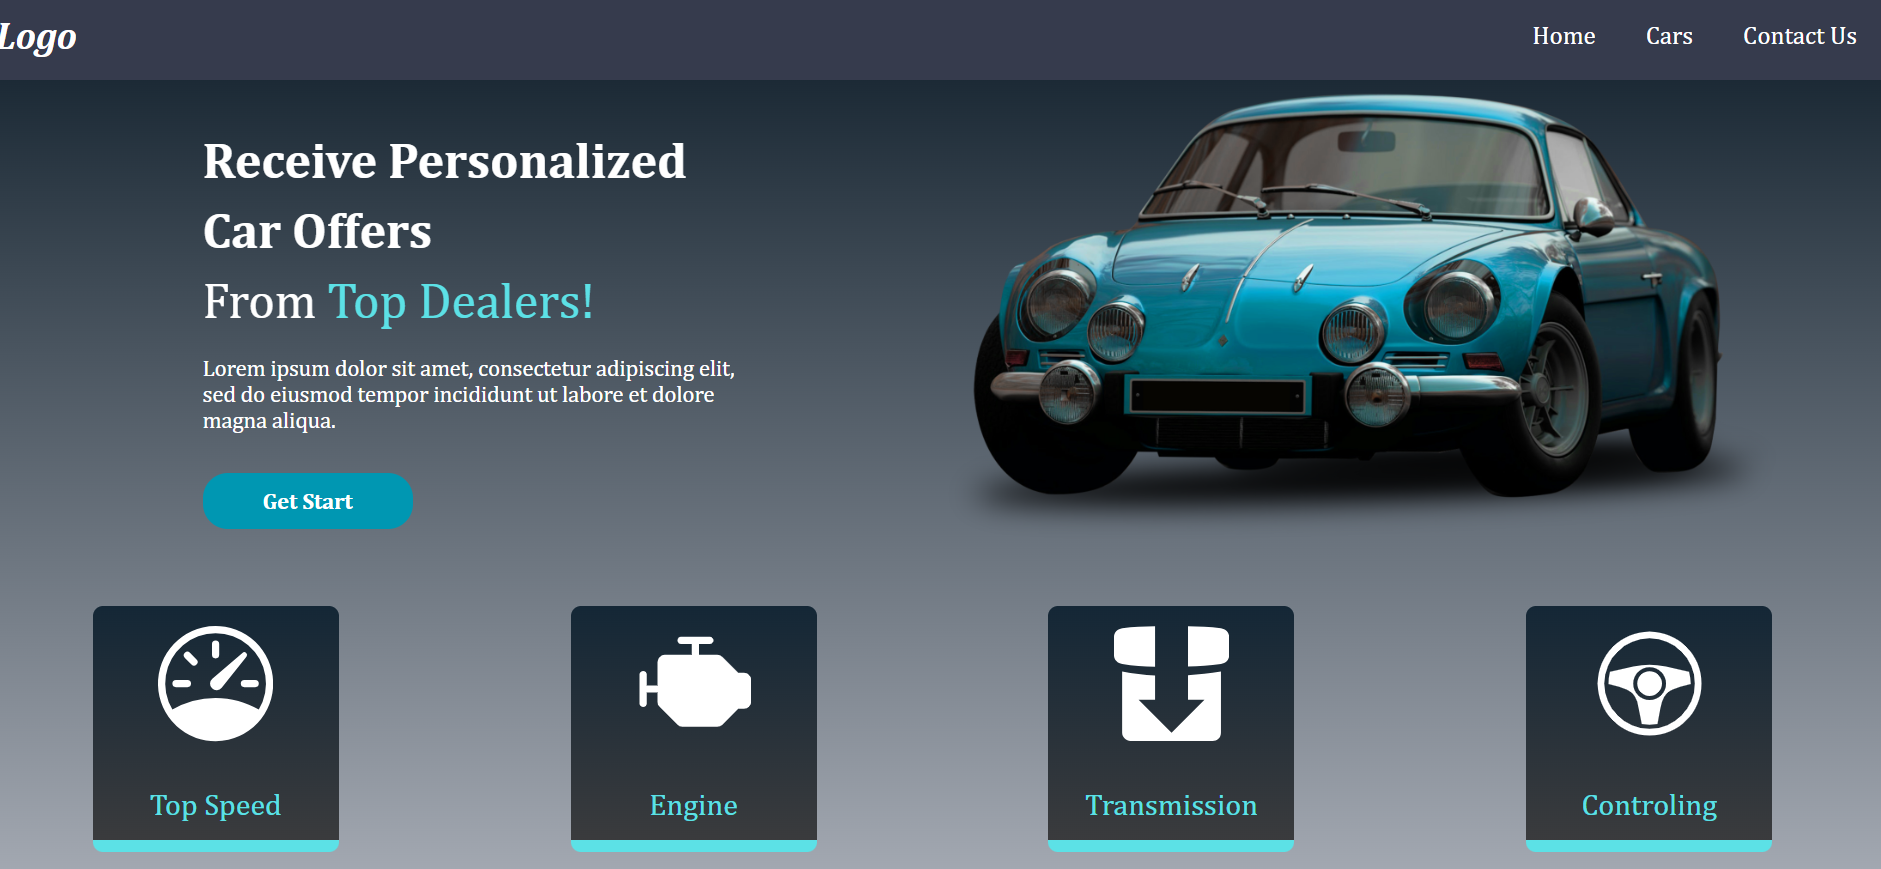 Logo
Home
Cars
Contact Us
Receive Personalized
Car Offers
From Top Dealers!
Lorem ipsum dolor sit amet, consectetur adipiscing elit,
sed do eiusmod tempor incididunt ut labore et dolore
magna aliqua.
Get Start
Top Speed
Engine
Transmission
Controling